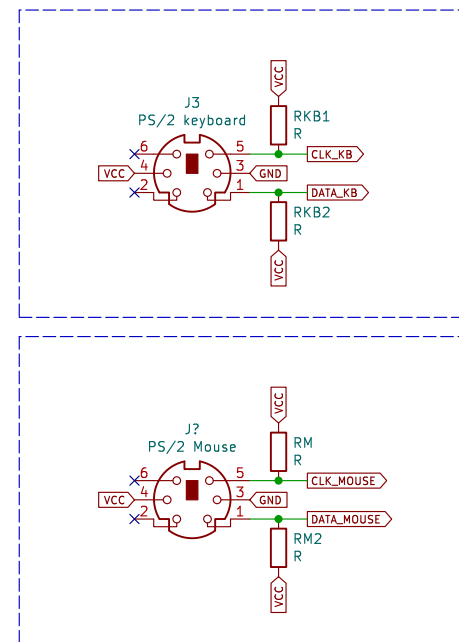 VCC
J3
PS/2 keyboard
RKB1
R
6
5
CLK_KB
VCC
4
3
GND
2
1
DATA_KB
RKB2
R
VCC
VCC
J?
PS/2 Mouse
RM
R
6
5
CLK_MOUSE
VCC
4
3
GND
2
1
DATA_MOUSE
RM2
R
VCC